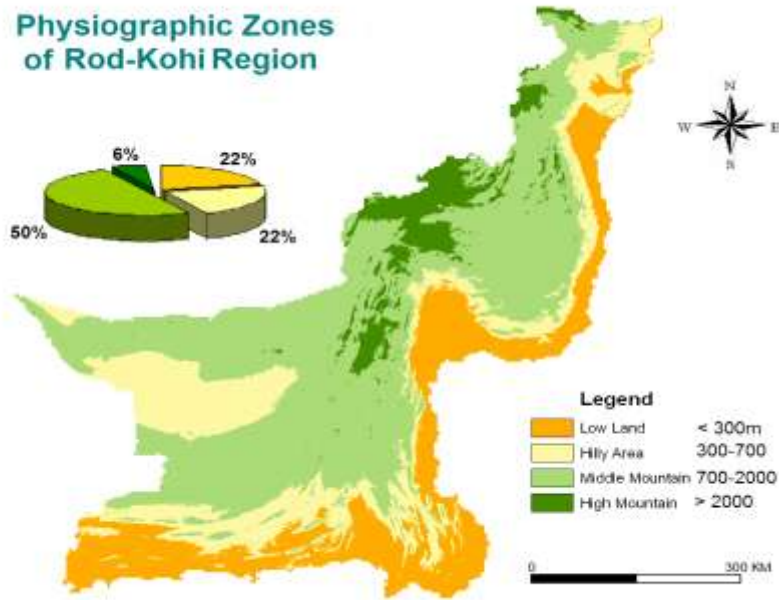 Physiographic Zones
of Rod-Kohi Region
N
W E
S
6%
22%
50%
22%
Legend
Low Land < 300m
Hilly Area 300-700
Middle Mountain 700-2000
High Mountain > 2000
0 300 KM